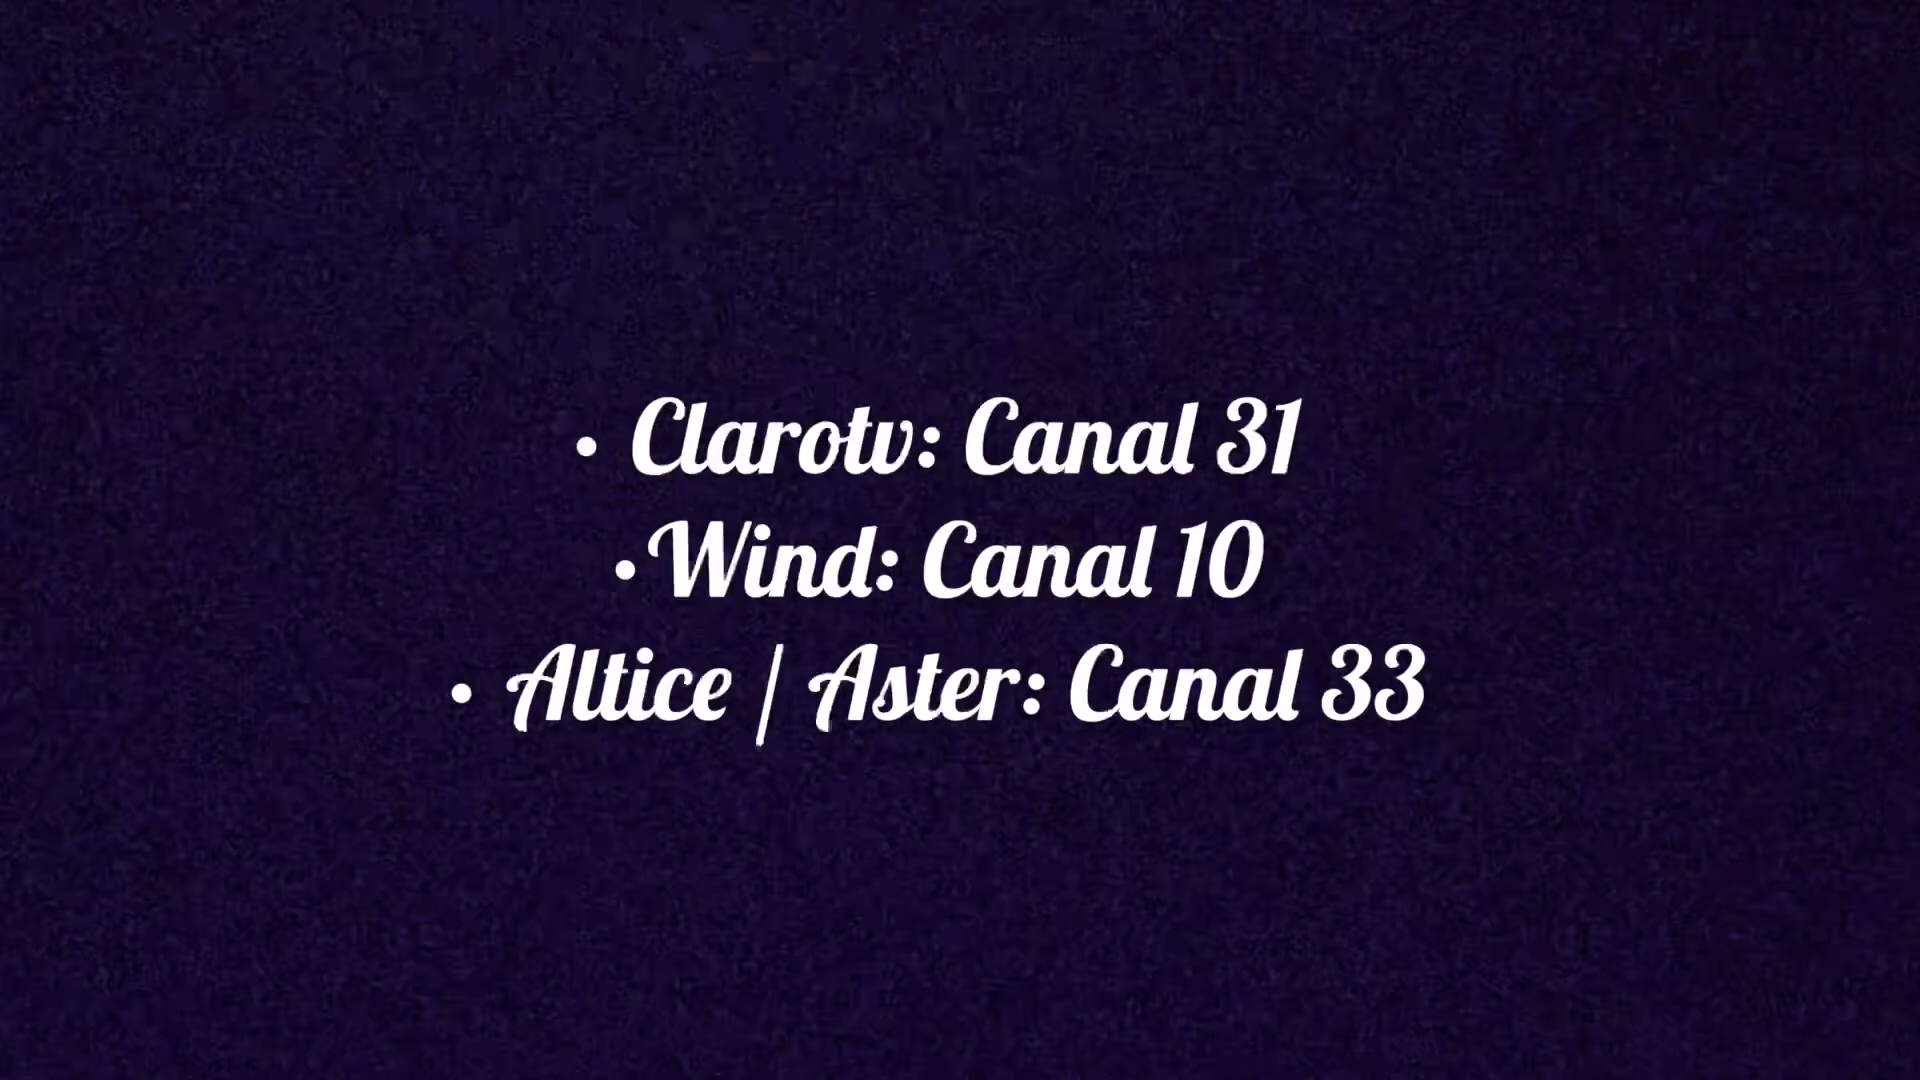 • Clarotv: Canal 31
•Wind: Canal 10
• Altice / Aster: Canal 33